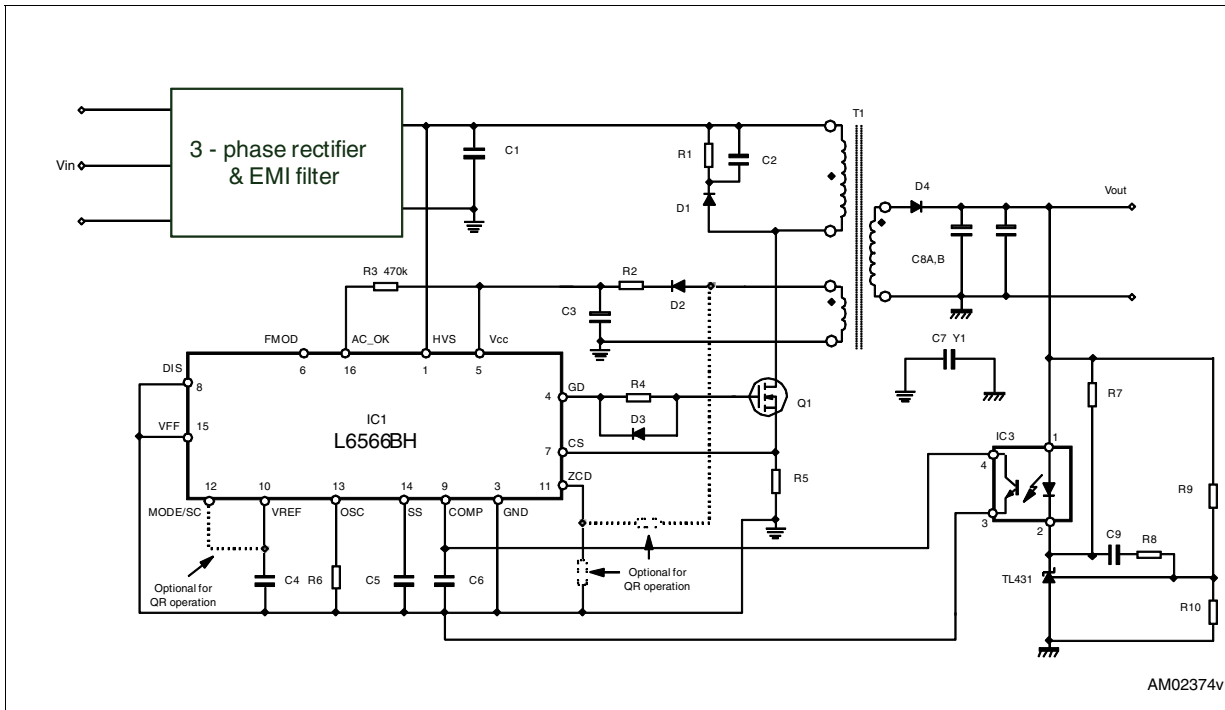 T1
3 - phase rectifier
& EMI filter
Vin
C1
R1
C2
D1
D4
Vout
C8A,B
R3 470k
R2
D2
C3
FMOD
AC_OK
HVS
Vcc
6
16
1
5
C7 Y1
DIS
8
VFF
15
IC1
L6566BH
4
GD
R4
D3
Q1
7
CS
R5
11
ZCD
R7
IC3
1
4
3
2
R9
12
10
13
14
9
3
MODE/SC
VREF
OSC
SS
COMP
GND
C9
R8
TL431
R10
Optional for
QR operation
C4
R6
C5
C6
Optional for
QR operation
AM02374v